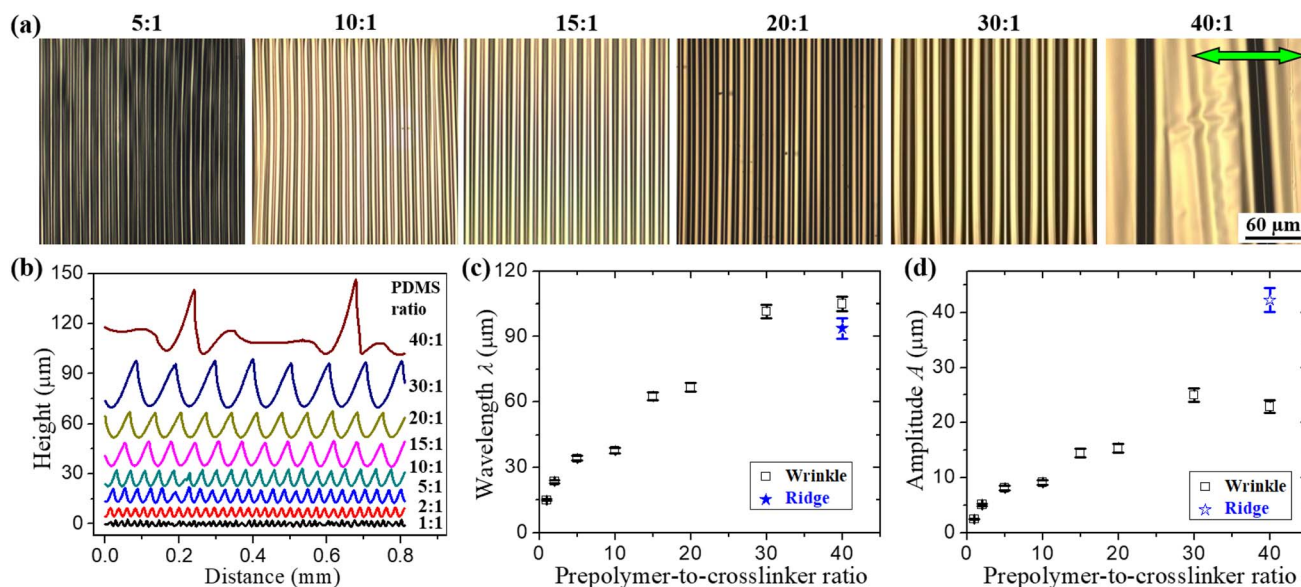 (a)
5:1
10:1
15:1
20:1
30:1
40:1
60 µm
(b)
150
120
90
60
30
0
Height (µm)
PDMS
ratio
40:1
30:1
20:1
15:1
10:1
5:1
2:1
1:1
0.0
0.2
0.4
0.6
0.8
Distance (mm)
(c)
120
90
60
30
0
Wavelength λ (µm)
Wrinkle
Ridge
0
10
20
30
40
Prepolymer-to-crosslinker ratio
(d)
40
30
20
10
0
Amplitude A (µm)
Wrinkle
Ridge
0
10
20
30
40
Prepolymer-to-crosslinker ratio